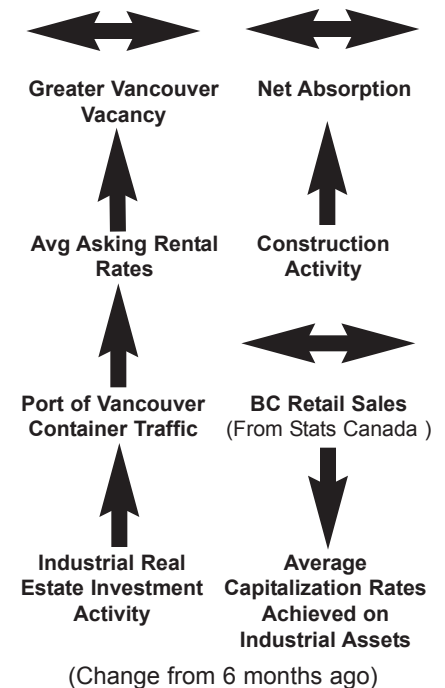 Greater Vancouver
Vacancy
Net Absorption
Avg Asking Rental
Rates
Construction
Activity
Port of Vancouver
Container Traffic
BC Retail Sales
(From Stats Canada )
Industrial Real
Estate Investment
Activity
Average
Capitalization Rates
Achieved on
Industrial Assets
(Change from 6 months ago)